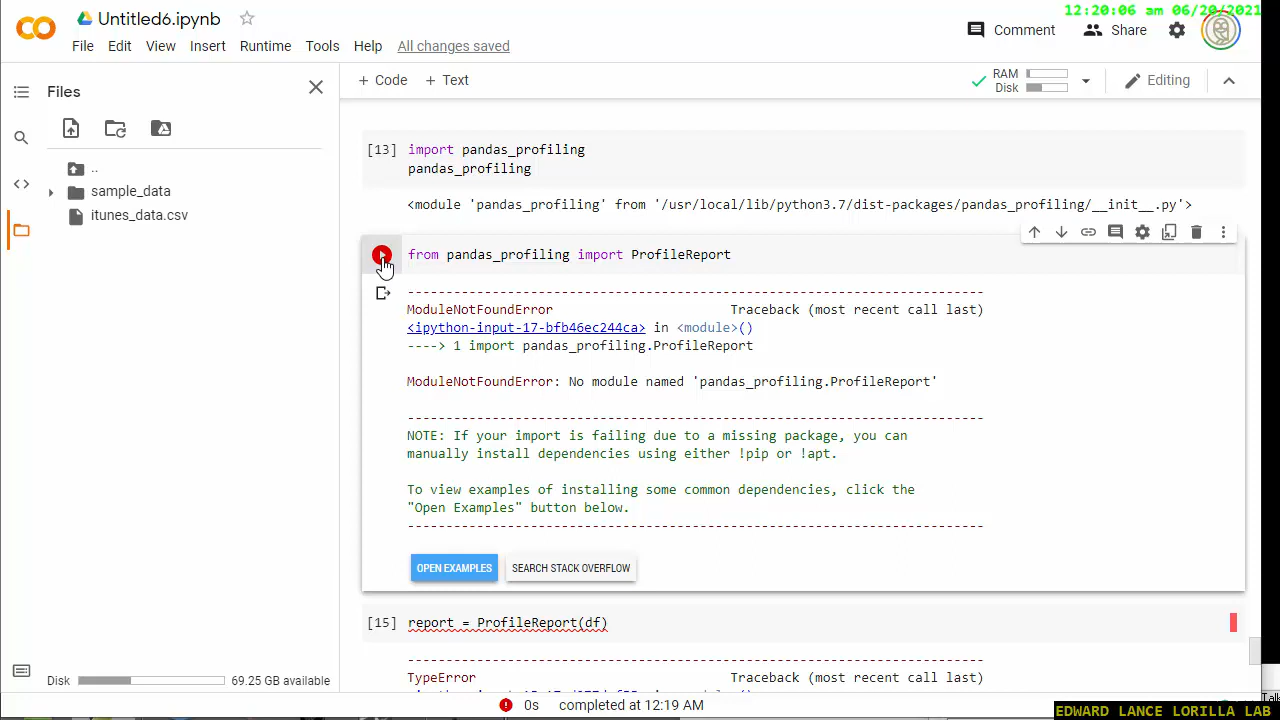 12:20:06 am 06/20/2021
Untitled6.ipynb
Comment
Share
File Edit View Insert Runtime Tools Help All changes saved
Files
+ Code + Text
RAM
Disk
Editing
..
sample_data
itunes_data.csv
[13] import pandas_profiling
pandas_profiling
<module 'pandas_profiling' from '/usr/local/lib/python3.7/dist-packages/pandas_profiling/__init__.py'>
from pandas_profiling import ProfileReport
---------------------------------------------------------------------------
ModuleNotFoundError Traceback (most recent call last)
<ipython-input-17-bfb46ec244ca> in <module>()
----> 1 import pandas_profiling.ProfileReport
ModuleNotFoundError: No module named 'pandas_profiling.ProfileReport'
---------------------------------------------------------------------------
NOTE: If your import is failing due to a missing package, you can
manually install dependencies using either !pip or !apt.
To view examples of installing some common dependencies, click the
"Open Examples" button below.
---------------------------------------------------------------------------
OPEN EXAMPLES SEARCH STACK OVERFLOW
[15] report = ProfileReport(df)
---------------------------------------------------------------------------
TypeError Traceback (most recent call last)
Disk 69.25 GB available
0s completed at 12:19 AM
EDWARD LANCE LORILLA LAB